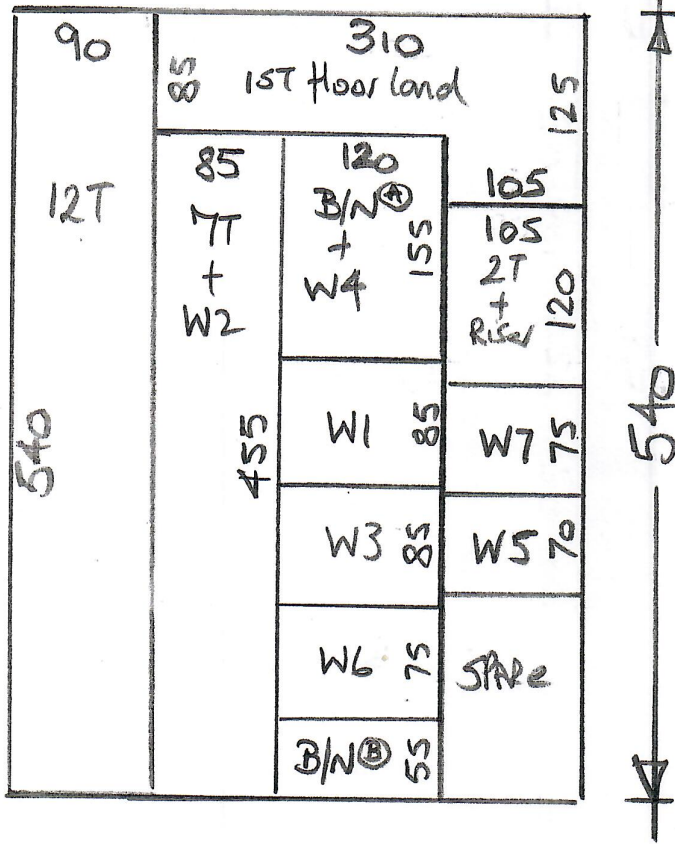 90
12T
540
310
85
1ST floor land
125
105
85
7T
+
W2
455
120
B/N Ⓐ
+
W4
155
105
2T
+
Riser
120
W1
85
W7
75
W3
85
W5
70
W6
75
SPARe
B/N Ⓑ
55
540